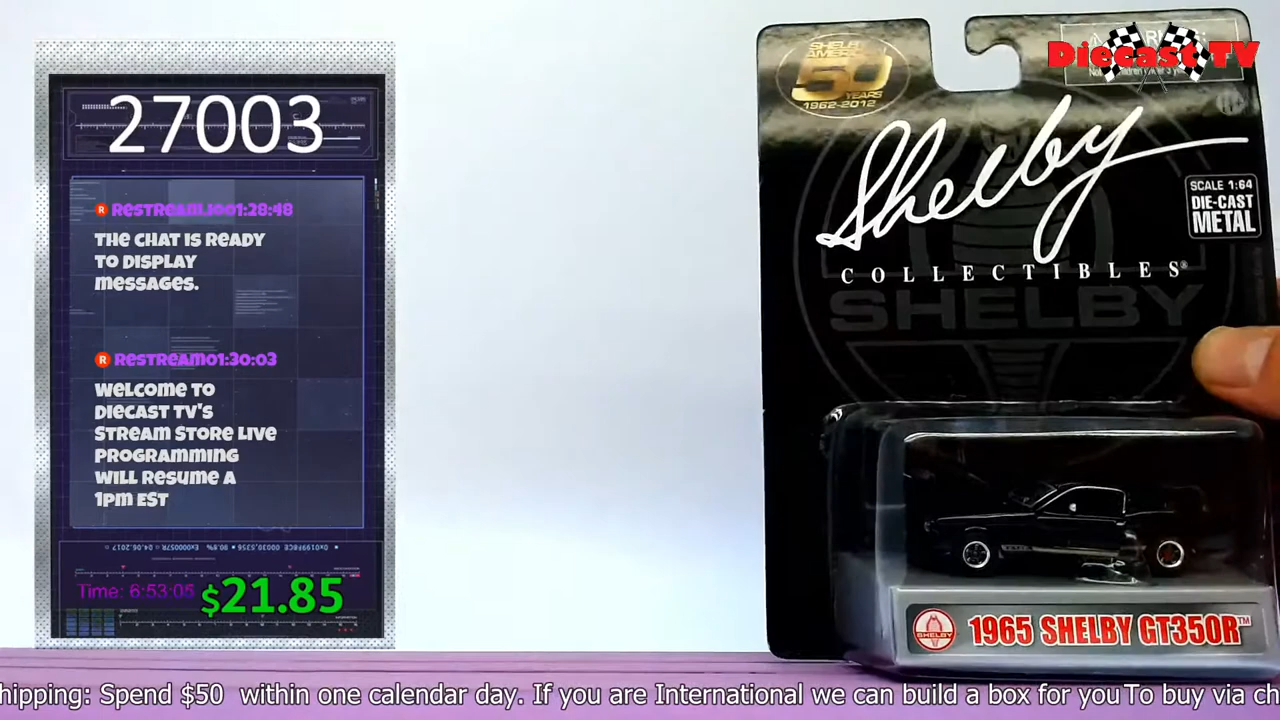 27003
RESTREAM.IO01:28:48
THE CHAT IS READY
TO DISPLAY
MESSAGES.
RESTREAM01:30:03
WELCOME TO
DIECAST TV'S
STREAM STORE LIVE
PROGRAMMING
WILL RESUME A
1PM EST
Time: 6:53:05
$21.85
SHELBY
AMERICAN
50
YEARS
1962-2012
Diecast TV
Shelby
COLLECTIBLES®
SHELBY
SCALE 1:64
DIE-CAST
METAL
SHELBY
1965 SHELBY GT350R™
hipping: Spend $50 within one calendar day. If you are International we can build a box for you To buy via ch